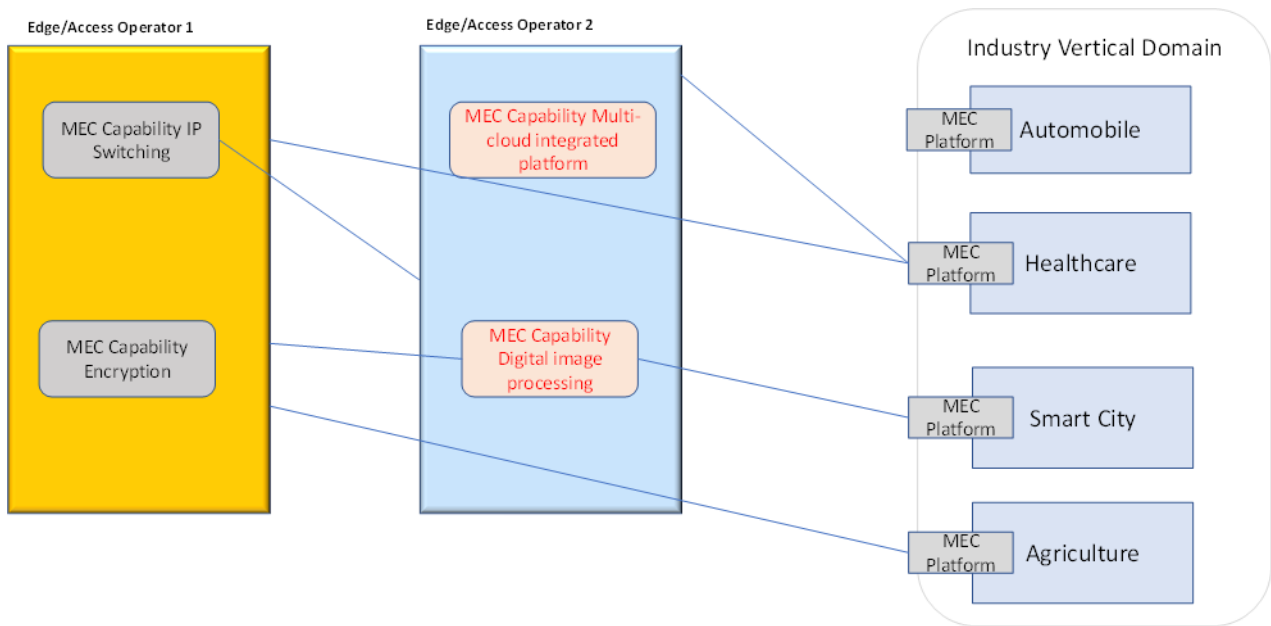 Edge/Access Operator 1
MEC Capability IP
Switching
MEC Capability
Encryption
Edge/Access Operator 2
MEC Capability Multi-
cloud integrated
platform
MEC Capability
Digital image
processing
Industry Vertical Domain
MEC
Platform
Automobile
MEC
Platform
Healthcare
MEC
Platform
Smart City
MEC
Platform
Agriculture